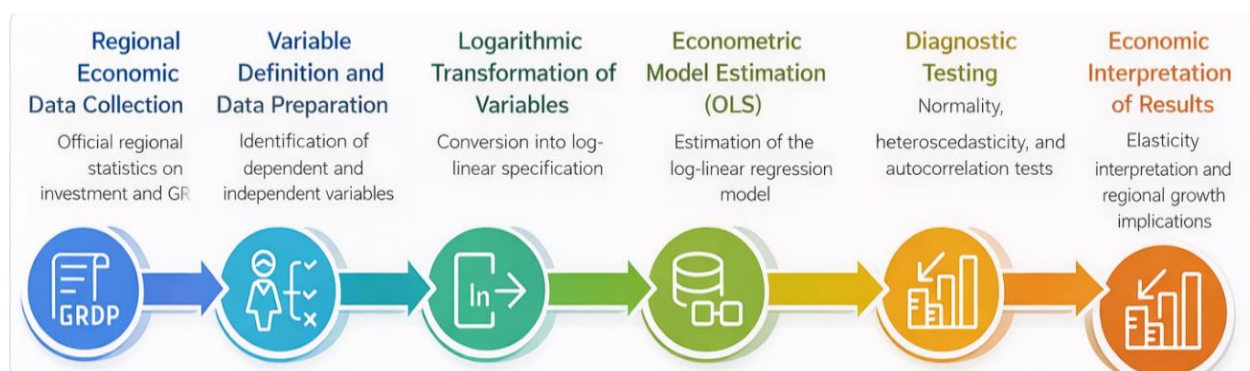 Regional
Economic
Data Collection
Official regional
statistics on
investment and GR
GRDP
Variable
Definition and
Data Preparation
Identification of
dependent and
independent variables
Logarithmic
Transformation of
Variables
Conversion into log-
linear specification
ln
Econometric
Model Estimation
(OLS)
Estimation of the
log-linear regression
model
Diagnostic
Testing
Normality,
heteroscedasticity, and
autocorrelation tests
Economic
Interpretation
of Results
Elasticity
interpretation and
regional growth
implications